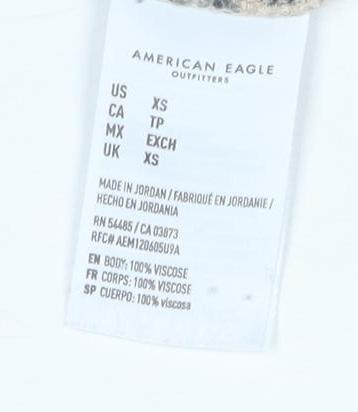 AMERICAN EAGLE
OUTFITTERS
US XS
CA TP
MX EXCH
UK XS
MADE IN JORDAN / FABRIQUÉ EN JORDANIE /
HECHO EN JORDANIA
RN 54485 / CA 03873
RFC# AEM120605U9A
EN BODY: 100% VISCOSE
FR CORPS: 100% VISCOSE
SP CUERPO: 100% viscosa